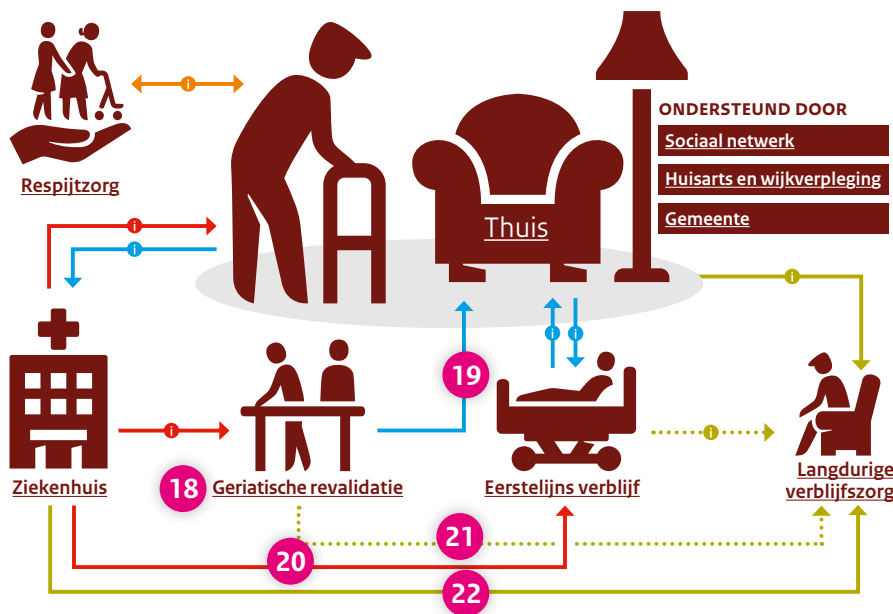 ONDERSTEUND DOOR
Sociaal netwerk
Huisarts en wijkverpleging
Gemeente
Respijtzorg
i
Thuis
i
i
i
i
i
19
i
i
18
Ziekenhuis
Geriatische revalidatie
Eerstelijns verblijf
Langdurige
verblijfszorg
21
20
22